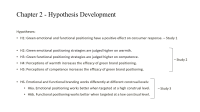 Chapter 2 - Hypothesis Development
Hypotheses:
• H1: Green emotional and functional positioning have a positive effect on consumer response. – Study 1
• H2: Green emotional positioning strategies are judged higher on warmth.
• H3: Green functional positioning strategies are judged higher on competence.
• H4: Perceptions of warmth increases the efficacy of green brand positioning.
• H5: Perceptions of competence increases the efficacy of green brand positioning.
– Study 2
• H6: Emotional and functional branding works differently at different construal levels.
• H6a: Emotional positioning works better when targeted at a high construal level.
• H6b: Functional positioning works better when targeted at a low construal level.
– Study 3